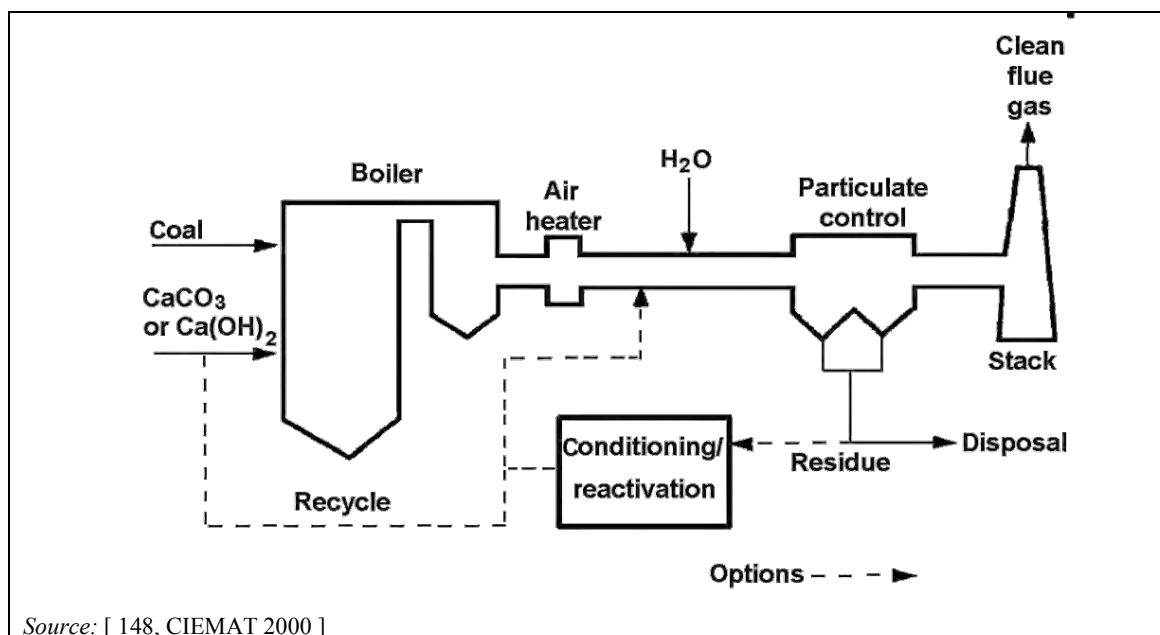 Clean
flue
gas
H₂O
Boiler
Air
heater
Particulate
control
Coal
CaCO₃
or Ca(OH)₂
Stack
Conditioning/
reactivation
Residue
Disposal
Recycle
Options
Source: [ 148, CIEMAT 2000 ]